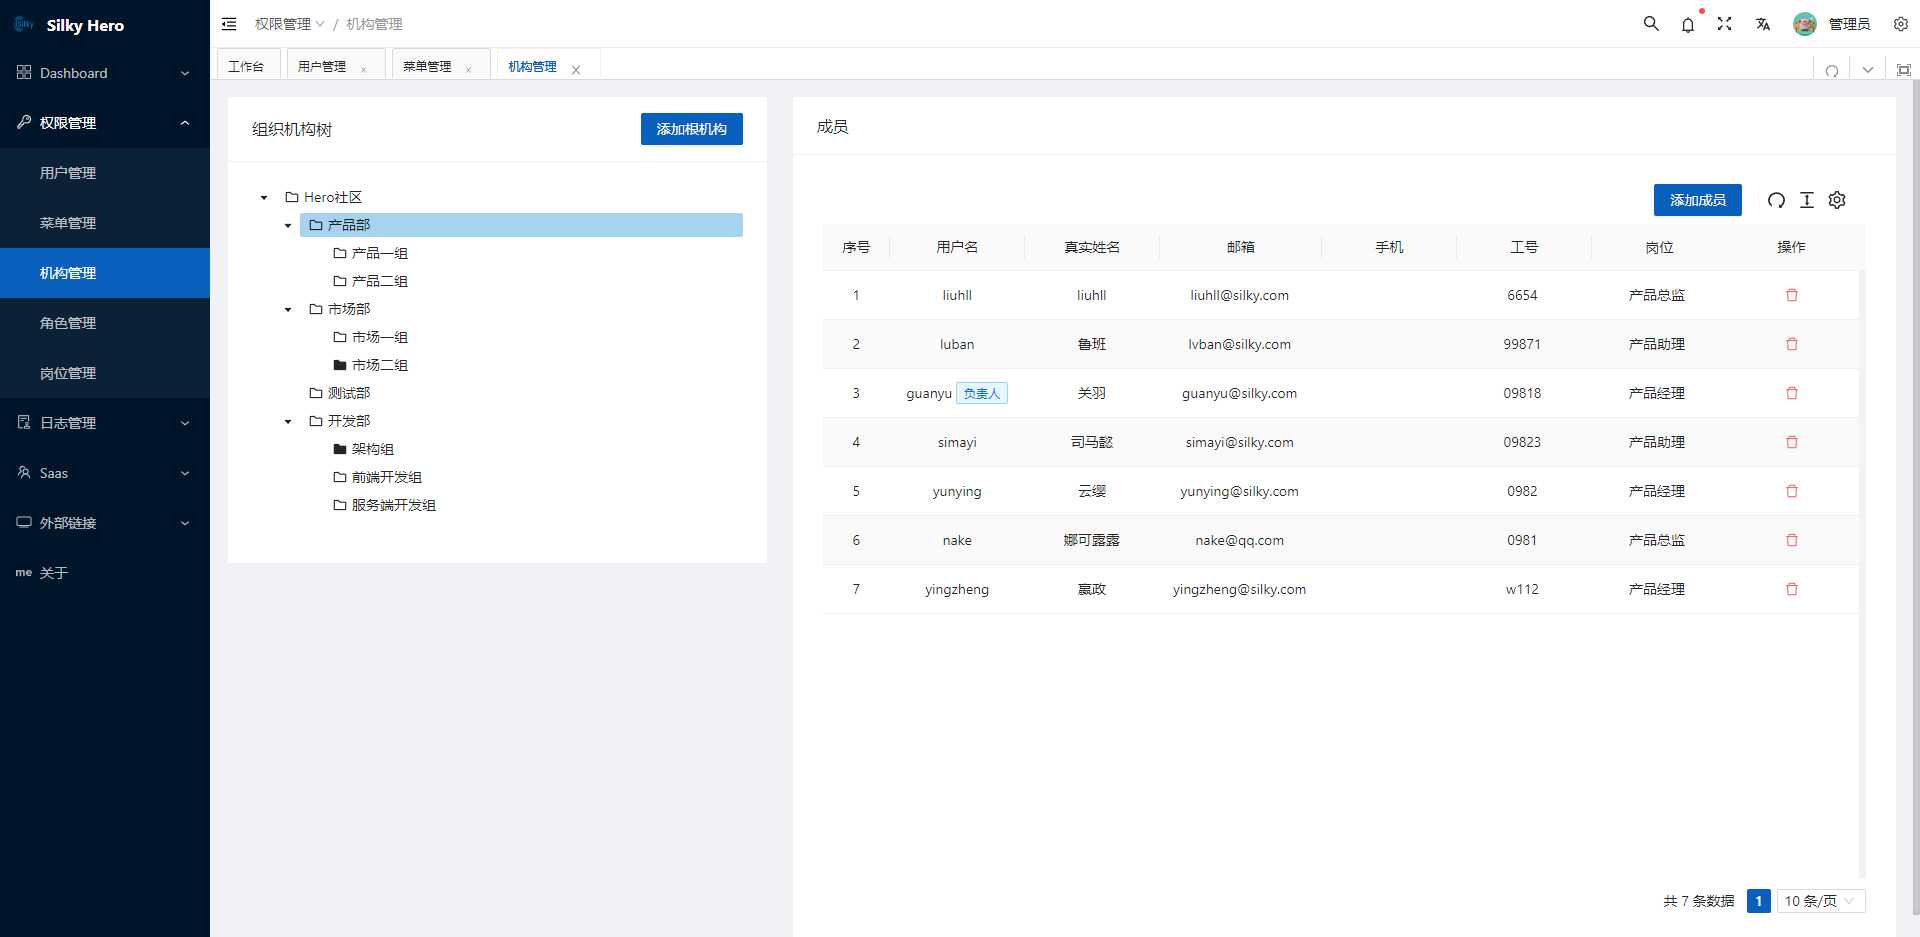 Silky
Silky Hero
Dashboard
权限管理
用户管理
菜单管理
机构管理
角色管理
岗位管理
日志管理
Saas
外部链接
me 关于
权限管理 / 机构管理
管理员
工作台 用户管理 x 菜单管理 x 机构管理 x
组织机构树 添加根机构
Hero社区
产品部
产品一组
产品二组
市场部
市场一组
市场二组
测试部
开发部
架构组
前端开发组
服务端开发组
成员
添加成员
序号 用户名 真实姓名 邮箱 手机 工号 岗位 操作
1 liuhll liuhll liuhll@silky.com 6654 产品总监
2 luban 鲁班 lvban@silky.com 99871 产品助理
3 guanyu 负责人 关羽 guanyu@silky.com 09818 产品经理
4 simayi 司马懿 simayi@silky.com 09823 产品助理
5 yunying 云缨 yunying@silky.com 0982 产品经理
6 nake 娜可露露 nake@qq.com 0981 产品总监
7 yingzheng 嬴政 yingzheng@silky.com w112 产品经理
共 7 条数据 1 10 条/页